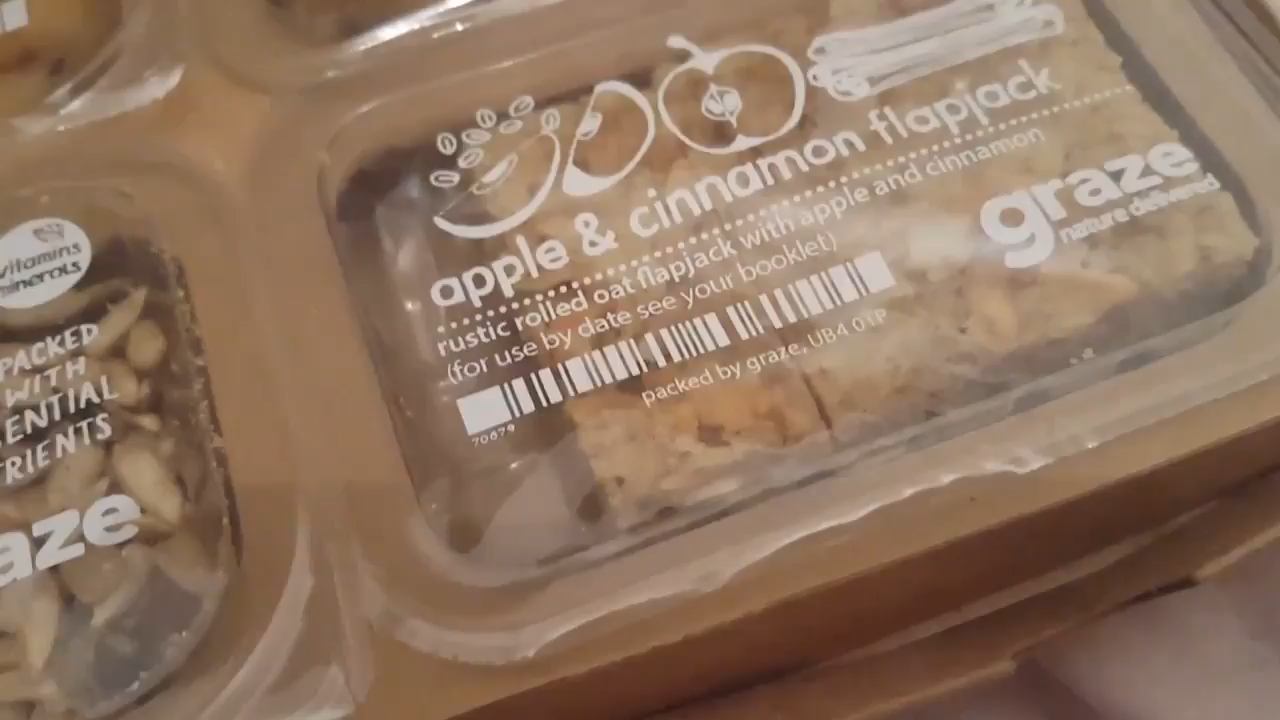 apple & cinnamon flapjack
rustic rolled oat flapjack with apple and cinnamon
(for use by date see your booklet)
70679
packed by graze, UB4 0TP
graze
nature delivered
vitamins
minerals
PACKED
WITH
ENTIAL
TRIENTS
aze